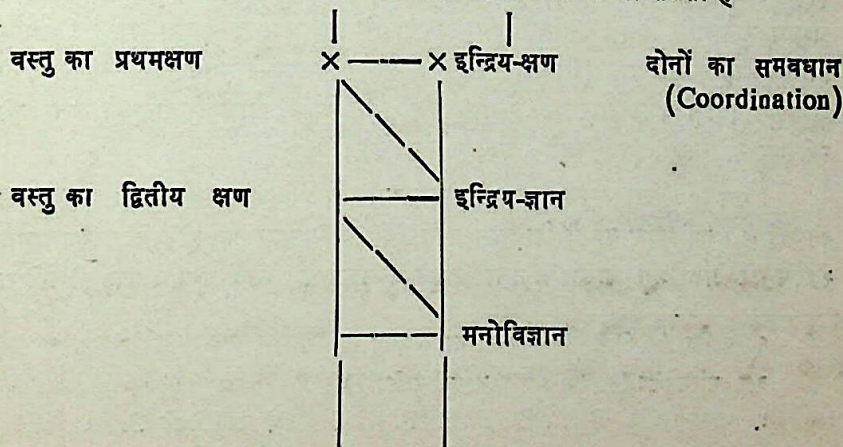 वस्तु का प्रथमक्षण × × इन्द्रिय-क्षण दोनों का समवधान
(Coordination)
वस्तु का द्वितीय क्षण इन्द्रिय-ज्ञान
मनोविज्ञान